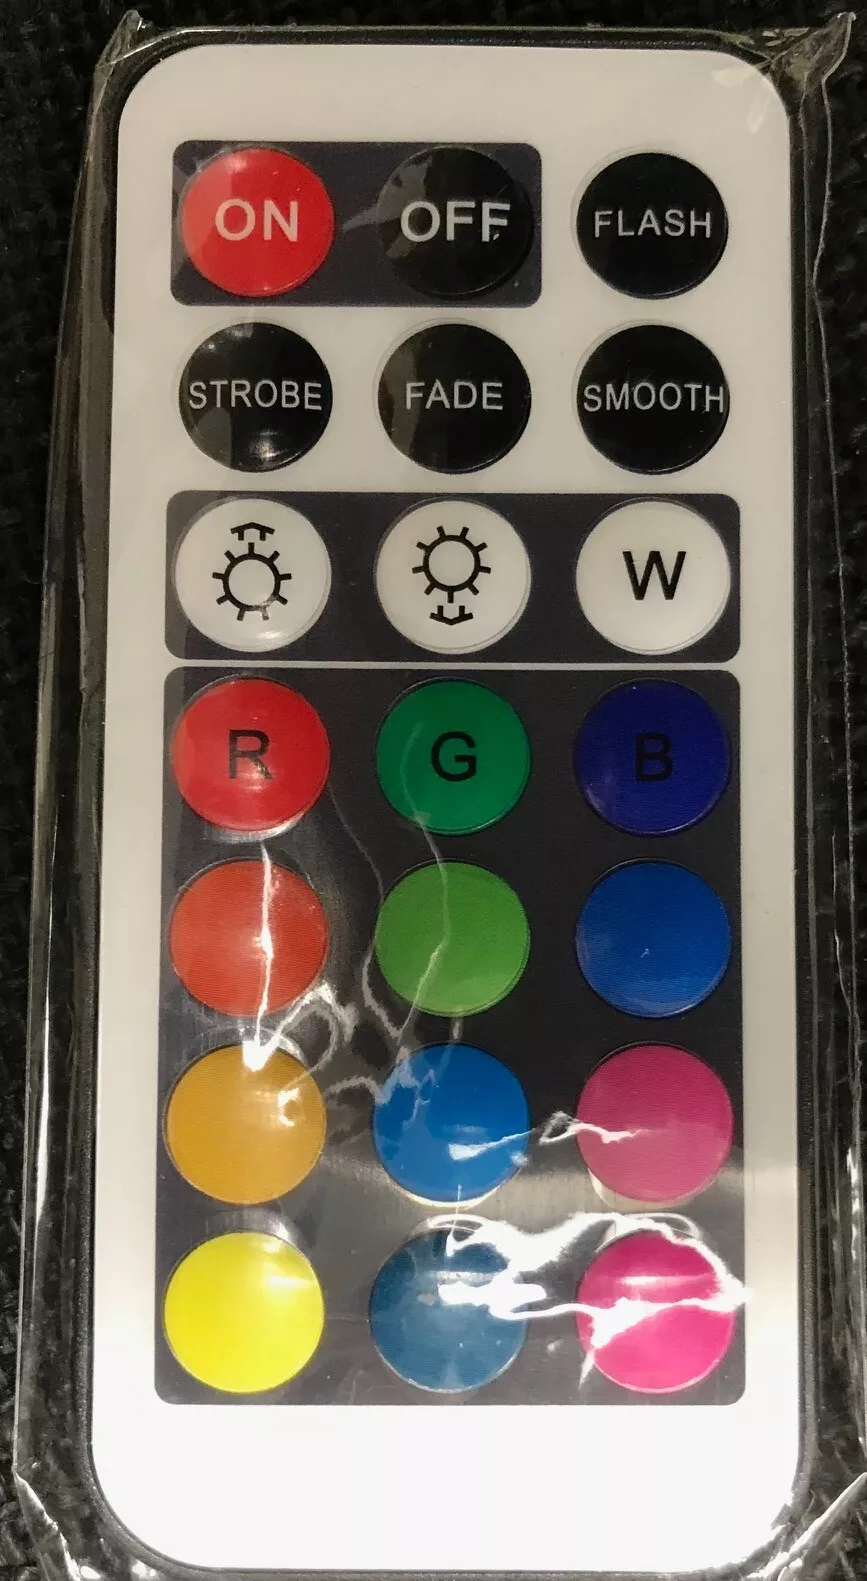 ON OFF FLASH
STROBE FADE SMOOTH
W
R G B